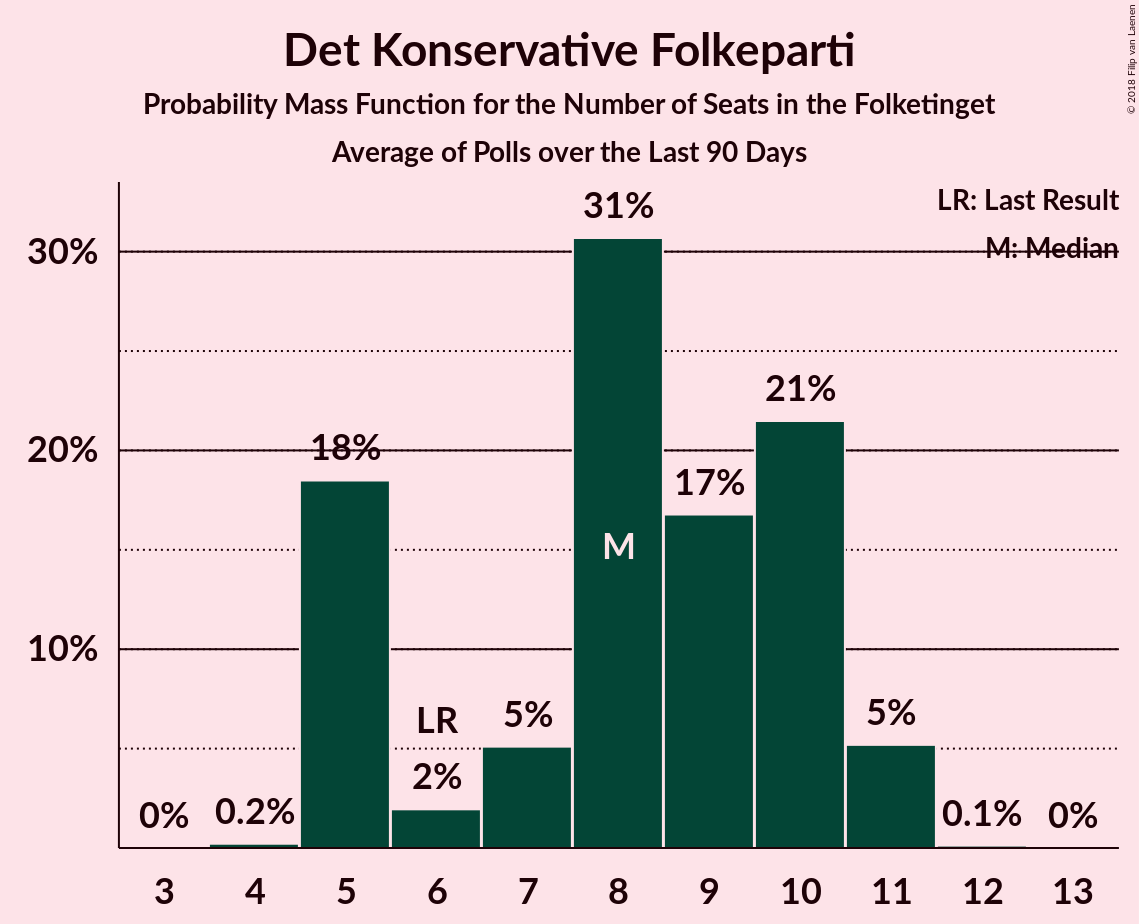 Det Konservative Folkeparti
Probability Mass Function for the Number of Seats in the Folketinget
Average of Polls over the Last 90 Days
© 2018 Filip van Laenen
LR: Last Result
M: Median
30%
20%
10%
0%
0.2%
18%
LR
2%
5%
31%
M
17%
21%
5%
0.1%
0%
3 4 5 6 7 8 9 10 11 12 13